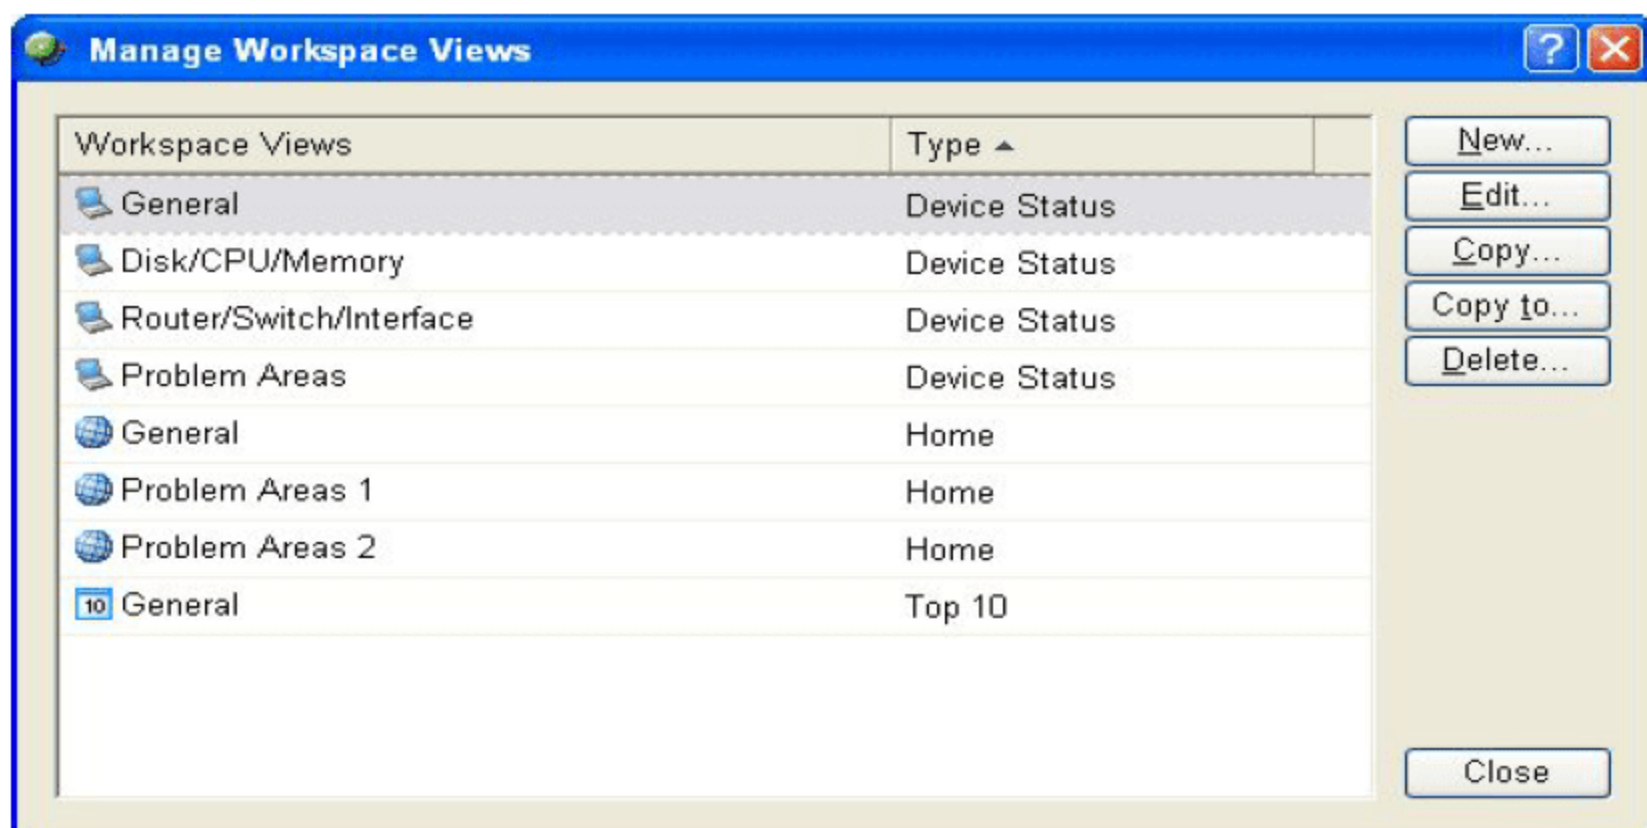 Manage Workspace Views
?
Workspace Views Type
General Device Status
Disk/CPU/Memory Device Status
Router/Switch/Interface Device Status
Problem Areas Device Status
General Home
Problem Areas 1 Home
Problem Areas 2 Home
10 General Top 10
New...
Edit...
Copy...
Copy to...
Delete...
Close